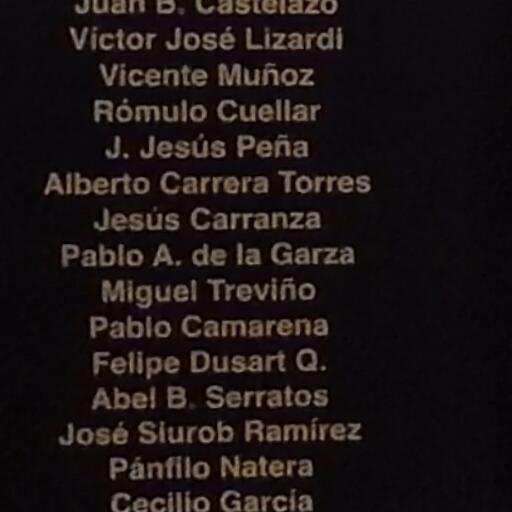 Juan B. Castelazo
Víctor José Lizardi
Vicente Muñoz
Rómulo Cuellar
J. Jesús Peña
Alberto Carrera Torres
Jesús Carranza
Pablo A. de la Garza
Miguel Treviño
Pablo Camarena
Felipe Dusart Q.
Abel B. Serratos
José Siurob Ramírez
Pánfilo Natera
Cecilio García